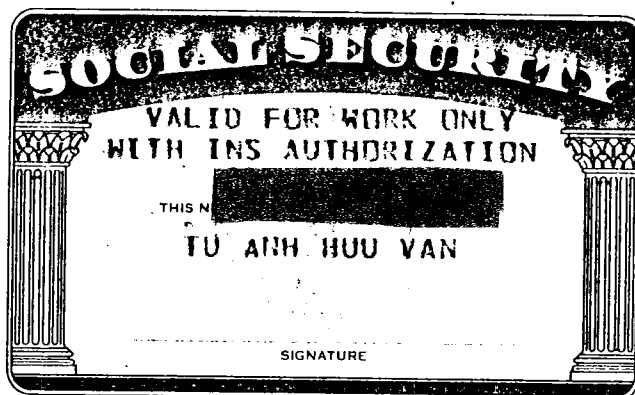 SOCIAL SECURITY
VALID FOR WORK ONLY
WITH INS AUTHORIZATION
THIS N
TU ANH HUU VAN
SIGNATURE